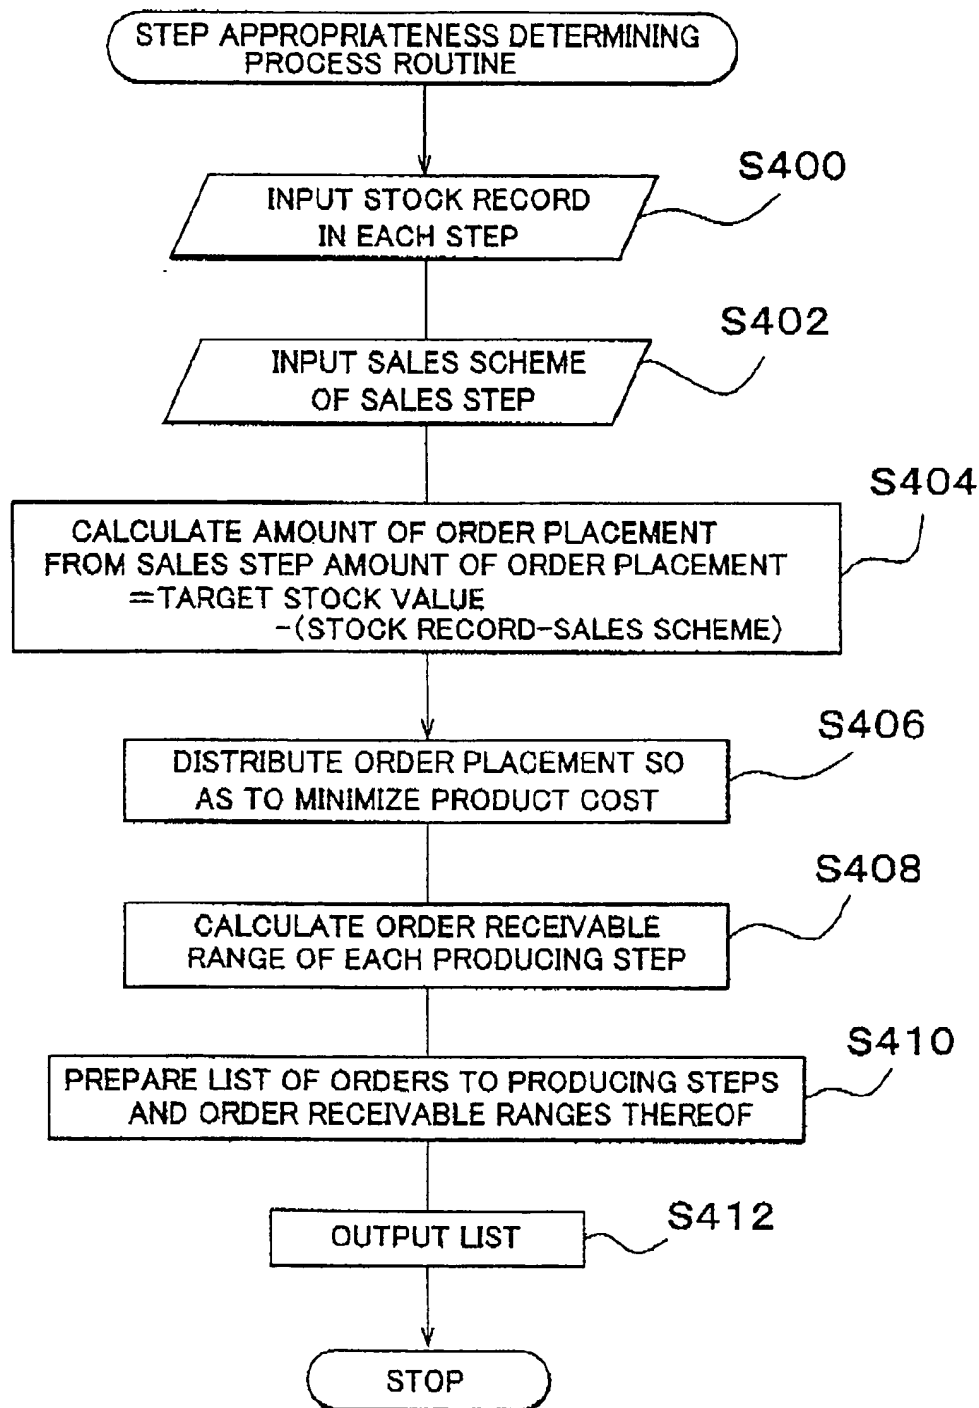 STEP APPROPRIATENESS DETERMINING
PROCESS ROUTINE
S400
INPUT STOCK RECORD
IN EACH STEP
S402
INPUT SALES SCHEME
OF SALES STEP
S404
CALCULATE AMOUNT OF ORDER PLACEMENT
FROM SALES STEP AMOUNT OF ORDER PLACEMENT
=TARGET STOCK VALUE
-(STOCK RECORD-SALES SCHEME)
S406
DISTRIBUTE ORDER PLACEMENT SO
AS TO MINIMIZE PRODUCT COST
S408
CALCULATE ORDER RECEIVABLE
RANGE OF EACH PRODUCING STEP
S410
PREPARE LIST OF ORDERS TO PRODUCING STEPS
AND ORDER RECEIVABLE RANGES THEREOF
S412
OUTPUT LIST
STOP